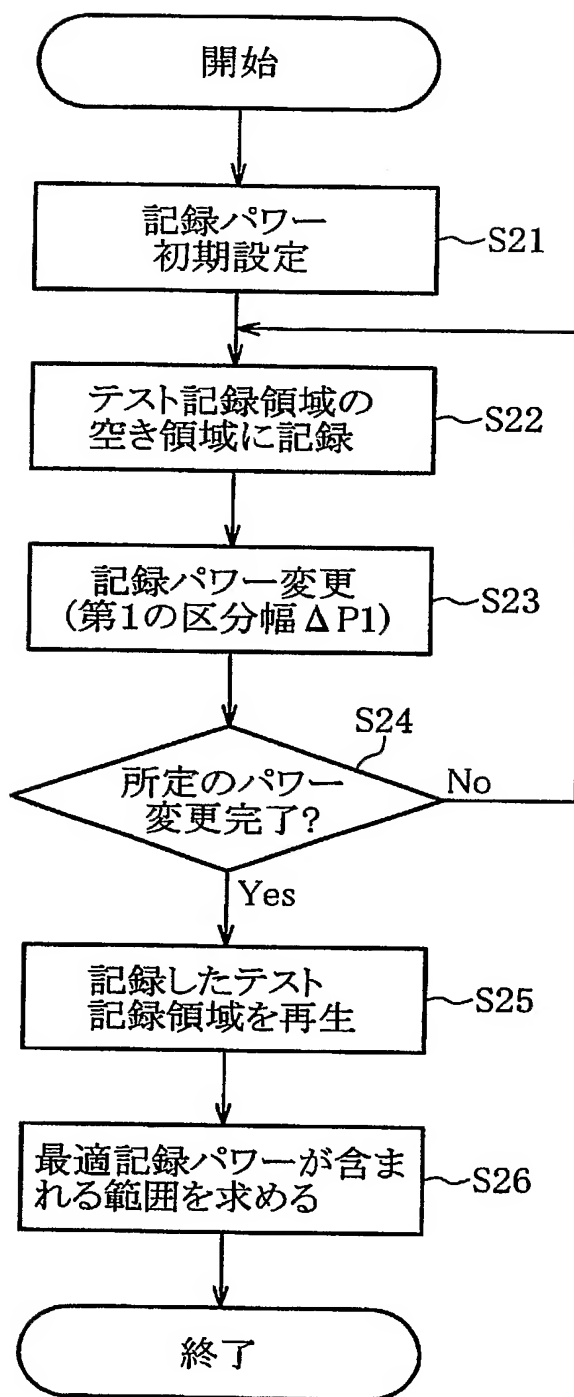 開始
記録パワー
初期設定
S21
テスト記録領域の
空き領域に記録
S22
記録パワー変更
(第1の区分幅ΔP1)
S23
S24
所定のパワー
変更完了?
No
Yes
記録したテスト
記録領域を再生
S25
最適記録パワーが含ま
れる範囲を求める
S26
終了